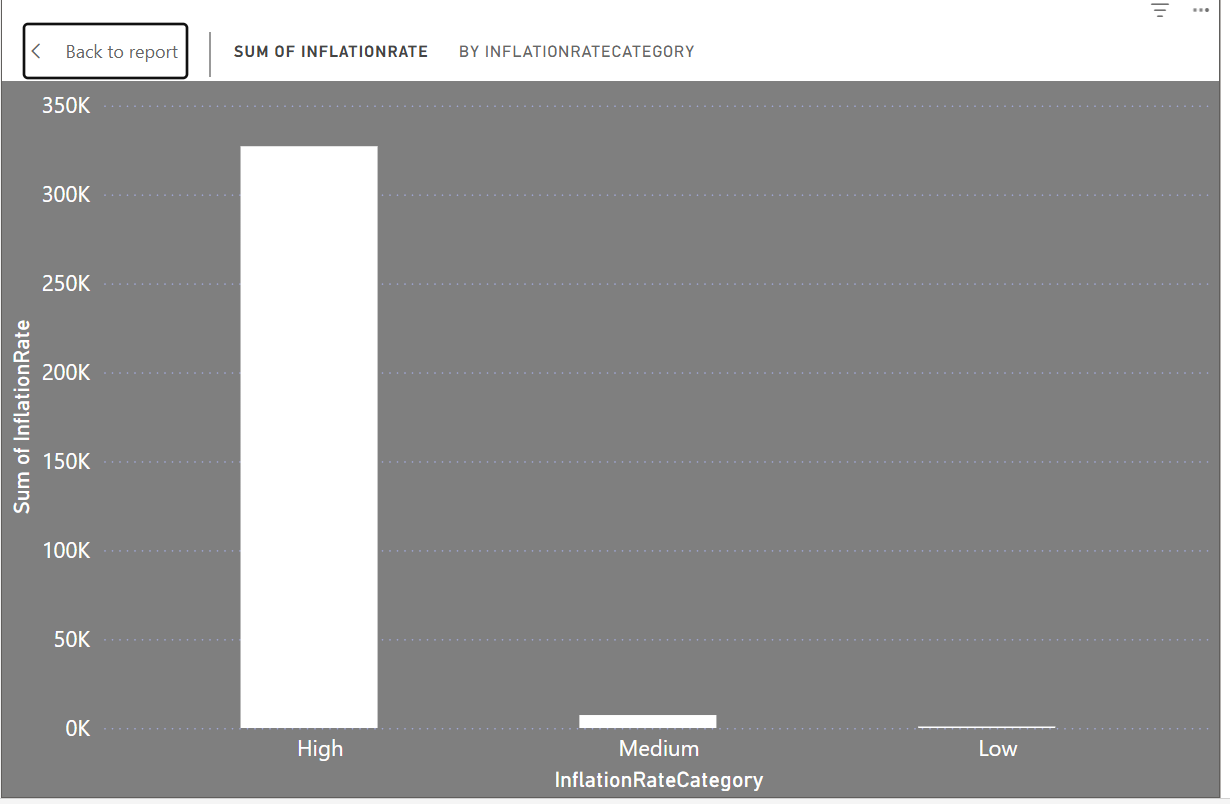 Back to report
SUM OF INFLATIONRATE BY INFLATIONRATECATEGORY
350K
300K
250K
200K
150K
100K
50K
0K
Sum of InflationRate
High Medium Low
InflationRateCategory